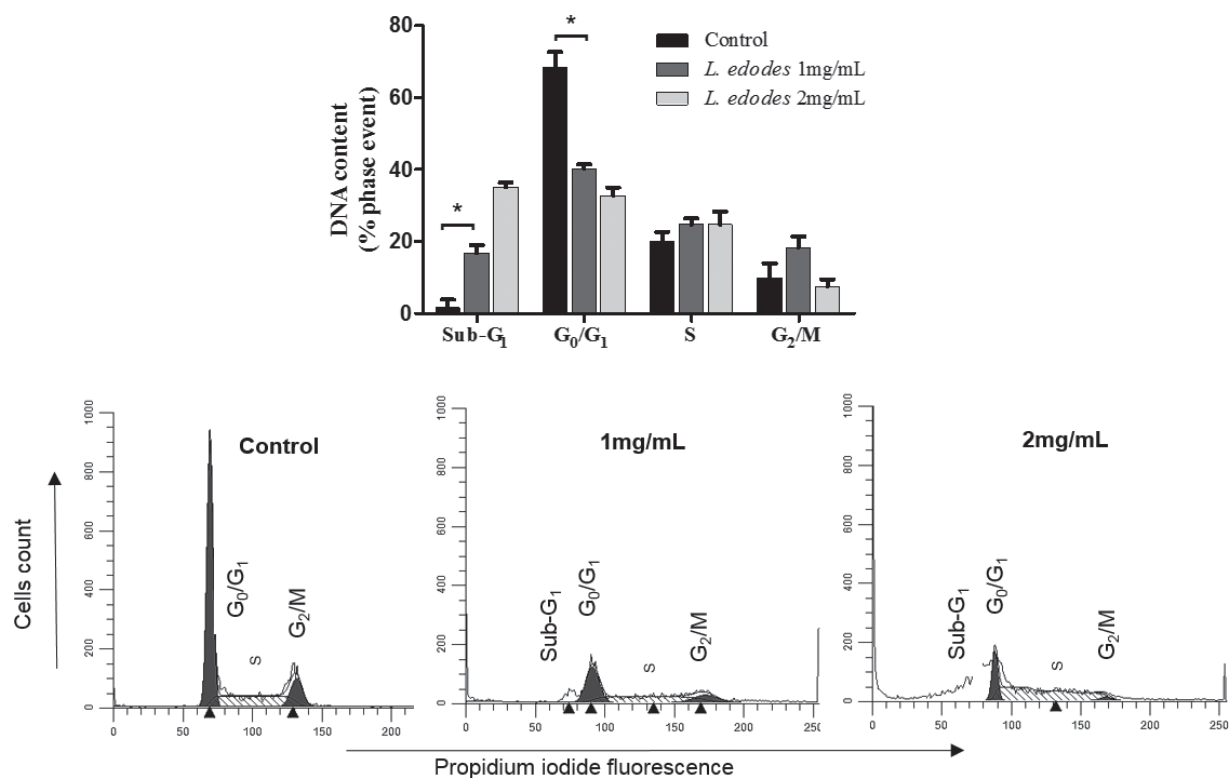 DNA content
(% phase event)
80
60
40
20
0
*
*
Control
L. edodes 1mg/mL
L. edodes 2mg/mL
Sub-G1
G0/G1
S
G2/M
Cells count
Control
1000
800
600
400
200
0
G0/G1
S
G2/M
0
50
100
150
200
1mg/mL
1000
800
600
400
200
0
Sub-G1
G0/G1
S
G2/M
0
50
100
150
200
250
2mg/mL
1000
800
600
400
200
0
Sub-G1
G0/G1
S
G2/M
0
50
100
150
200
250
Propidium iodide fluorescence